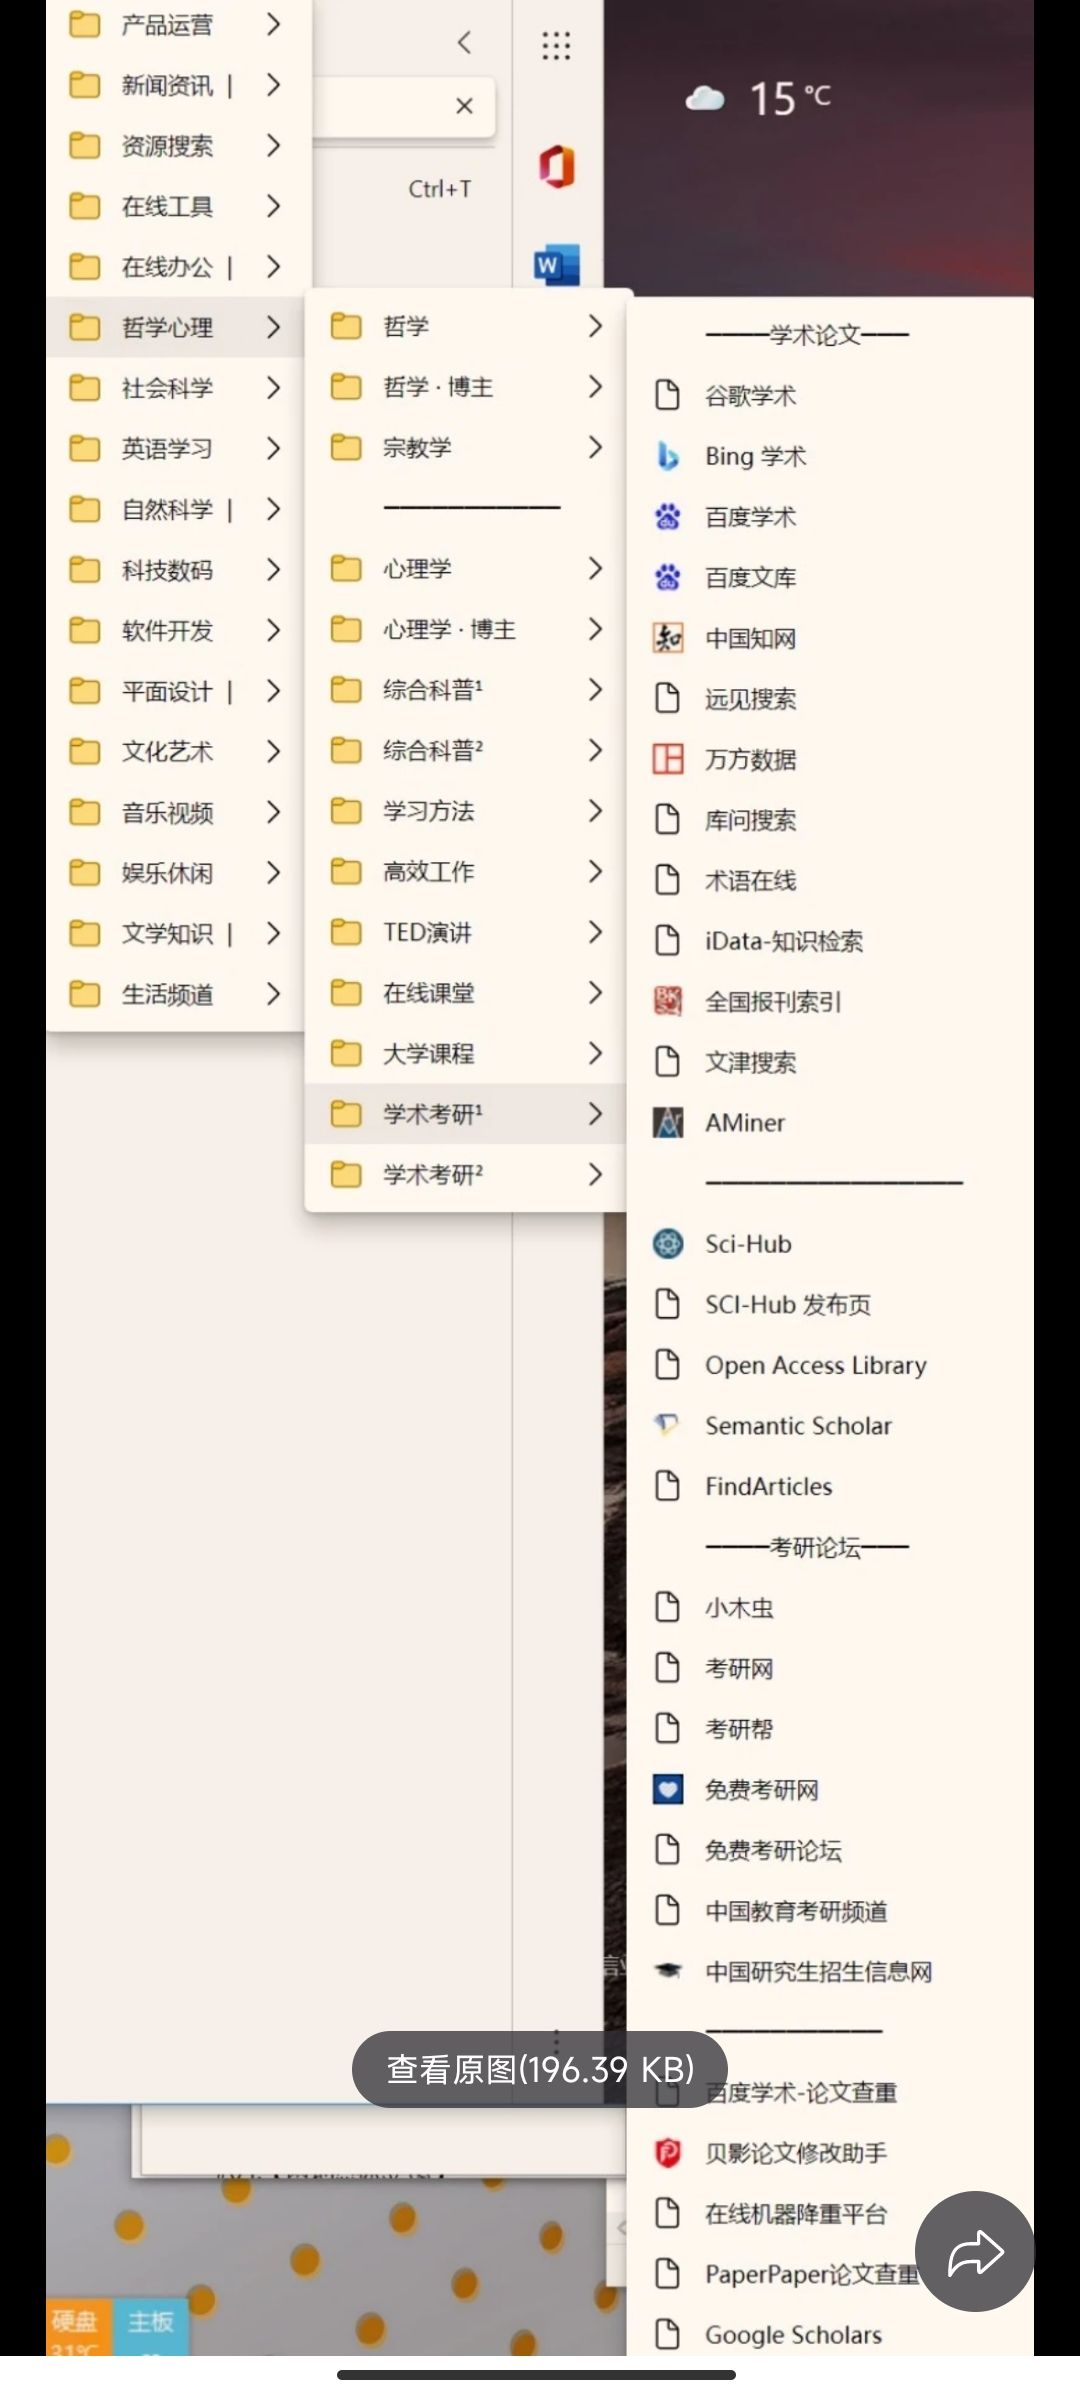 产品运营
新闻资讯 |
资源搜索
在线工具
在线办公 |
哲学心理
社会科学
英语学习
自然科学 |
科技数码
软件开发
平面设计 |
文化艺术
音乐视频
娱乐休闲
文学知识 |
生活频道
Ctrl+T
W
15 °C
哲学
哲学 · 博主
宗教学
心理学
心理学 · 博主
综合科普¹
综合科普²
学习方法
高效工作
TED演讲
在线课堂
大学课程
学术考研¹
学术考研²
————学术论文———
谷歌学术
Bing 学术
百度学术
百度文库
中国知网
远见搜索
万方数据
库问搜索
术语在线
iData-知识检索
全国报刊索引
文津搜索
AMiner
Sci-Hub
SCI-Hub 发布页
Open Access Library
Semantic Scholar
FindArticles
————考研论坛———
小木虫
考研网
考研帮
免费考研网
免费考研论坛
中国教育考研频道
中国研究生招生信息网
百度学术-论文查重
贝影论文修改助手
在线机器降重平台
PaperPaper论文查重
Google Scholars
查看原图(196.39 KB)
硬盘
31°C
主板